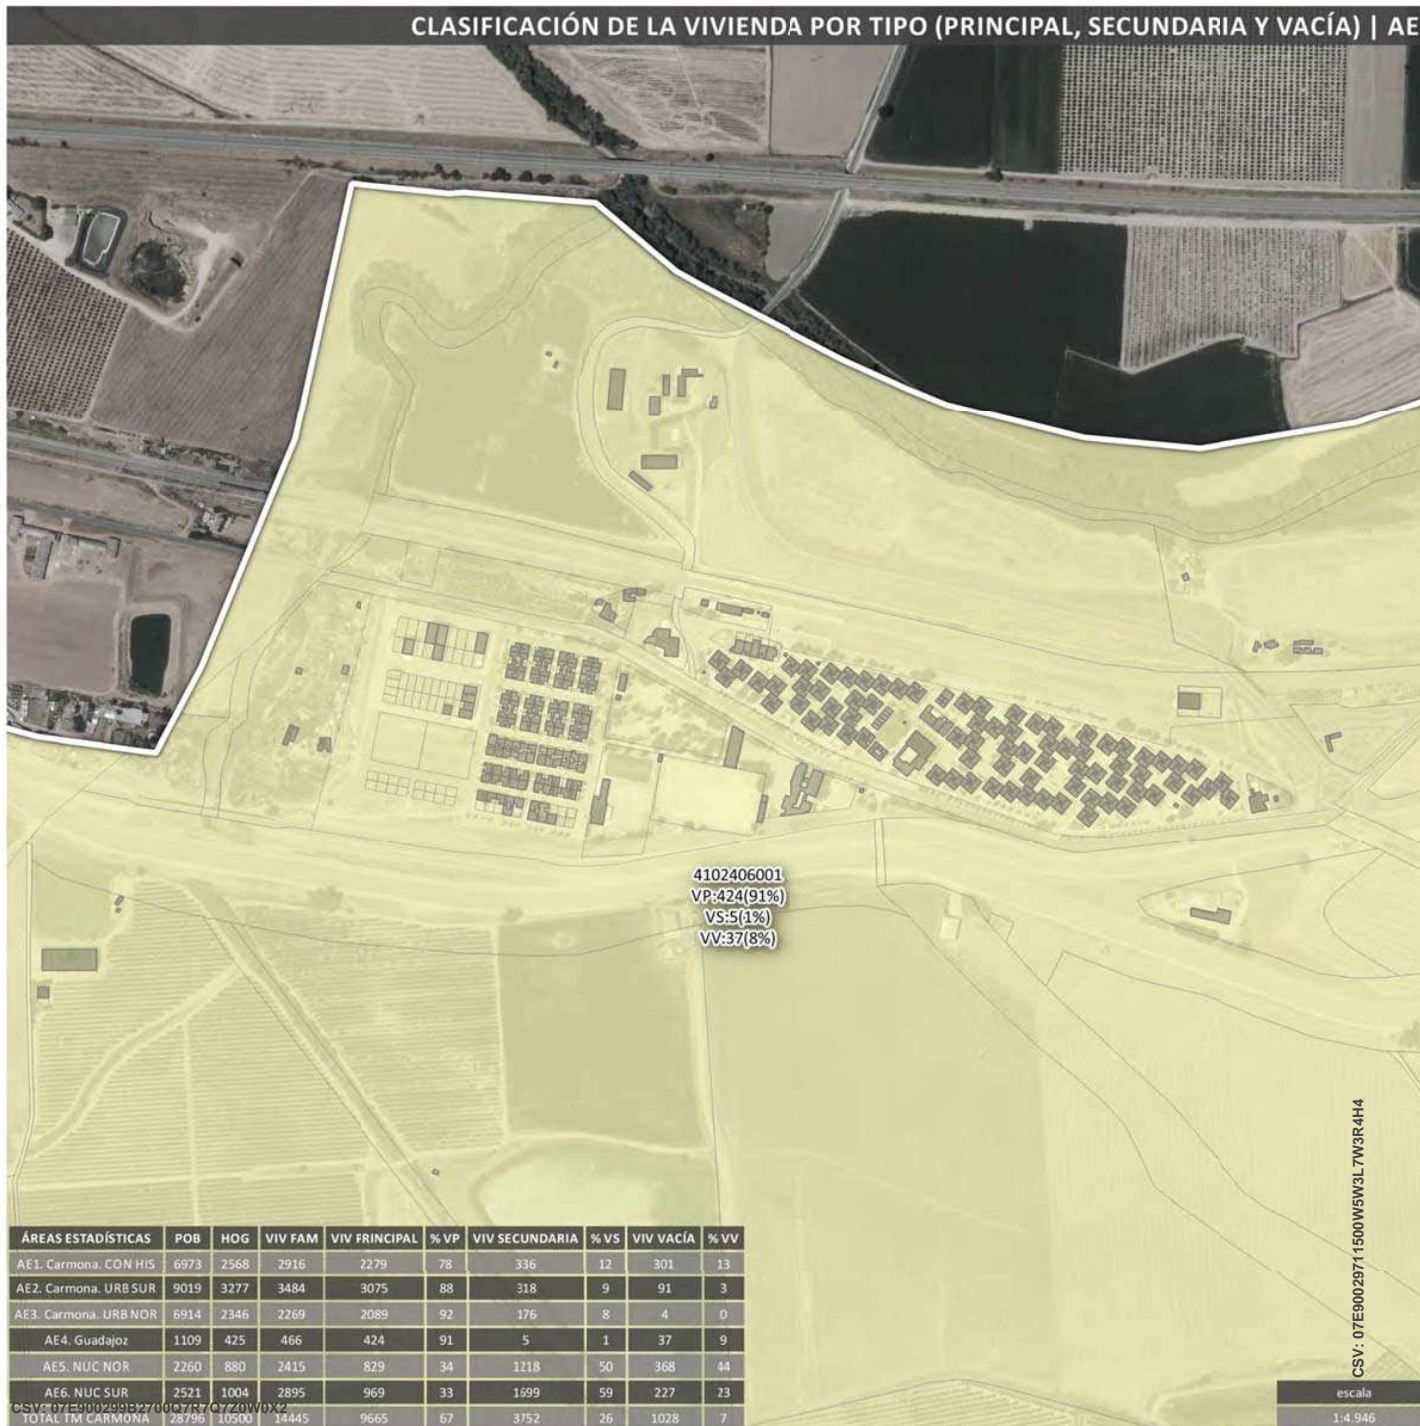 CLASIFICACIÓN DE LA VIVIENDA POR TIPO (PRINCIPAL, SECUNDARIA Y VACÍA) | AE
4102406001
VP:424(91%)
VS:5(1%)
VV:37(8%)
ÁREAS ESTADÍSTICAS POB HOG VIV FAM VIV PRINCIPAL % VP VIV SECUNDARIA % VS VIV VACÍA % VV
AE1. Carmona. CON HIS 6973 2568 2916 2279 78 336 12 301 13
AE2. Carmona. URB SUR 9019 3277 3484 3075 88 318 9 91 3
AE3. Carmona. URB NOR 6914 2346 2269 2089 92 176 8 4 0
AE4. Guadajoz 1109 425 466 424 91 5 1 37 9
AE5. NUC NOR 2260 880 2415 829 34 1218 50 368 44
AE6. NUC SUR 2521 1004 2895 969 33 1699 59 227 23
TOTAL TM CARMONA 28796 10500 14445 9665 67 3752 26 1028 7
CSV: 07E900299B2700Q7R7Q7Z0W0X2
CSV: 07E90029711500W5W3L7W3R4H4
escala
1:4.946